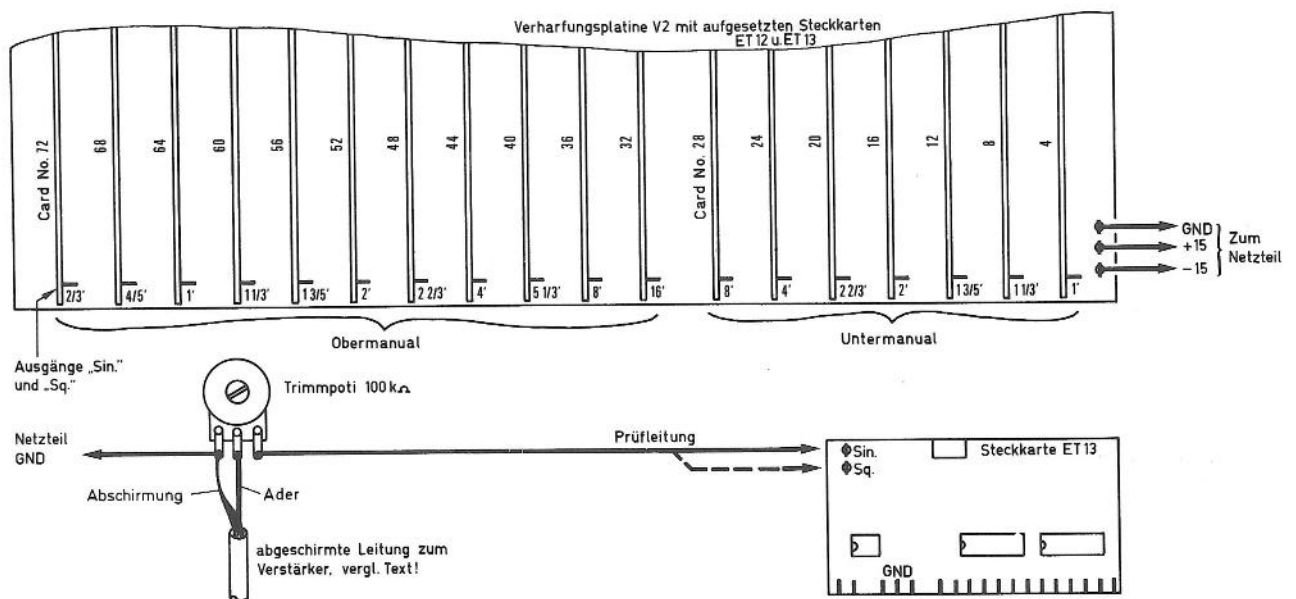 Verharfungsplatine V2 mit aufgesetzten Steckkarten
ET 12 u. ET 13
Card No. 72
68
64
60
56
52
48
44
40
36
32
Card No. 28
24
20
16
12
8
4
GND
+15
−15
Zum
Netzteil
2/3'
4/5'
1'
1 1/3'
1 3/5'
2'
2 2/3'
4'
5 1/3'
8'
16'
8'
4'
2 2/3'
2'
1 3/5'
1 1/3'
1'
Obermanual
Untermanual
Ausgänge „Sin."
und „Sq."
Trimmpoti 100 kΩ
Netzteil
GND
Prüfleitung
Sin.
Sq.
Steckkarte ET 13
Abschirmung
Ader
abgeschirmte Leitung zum
Verstärker, vergl. Text!
GND